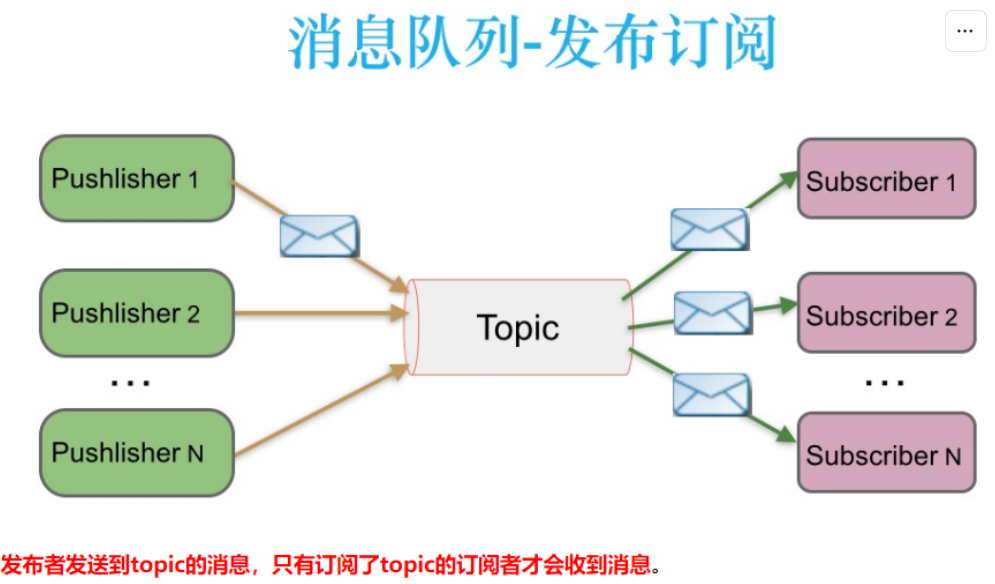 消息队列-发布订阅
...
Pushlisher 1
Subscriber 1
Pushlisher 2
Topic
Subscriber 2
...
...
Pushlisher N
Subscriber N
发布者发送到topic的消息，只有订阅了topic的订阅者才会收到消息。